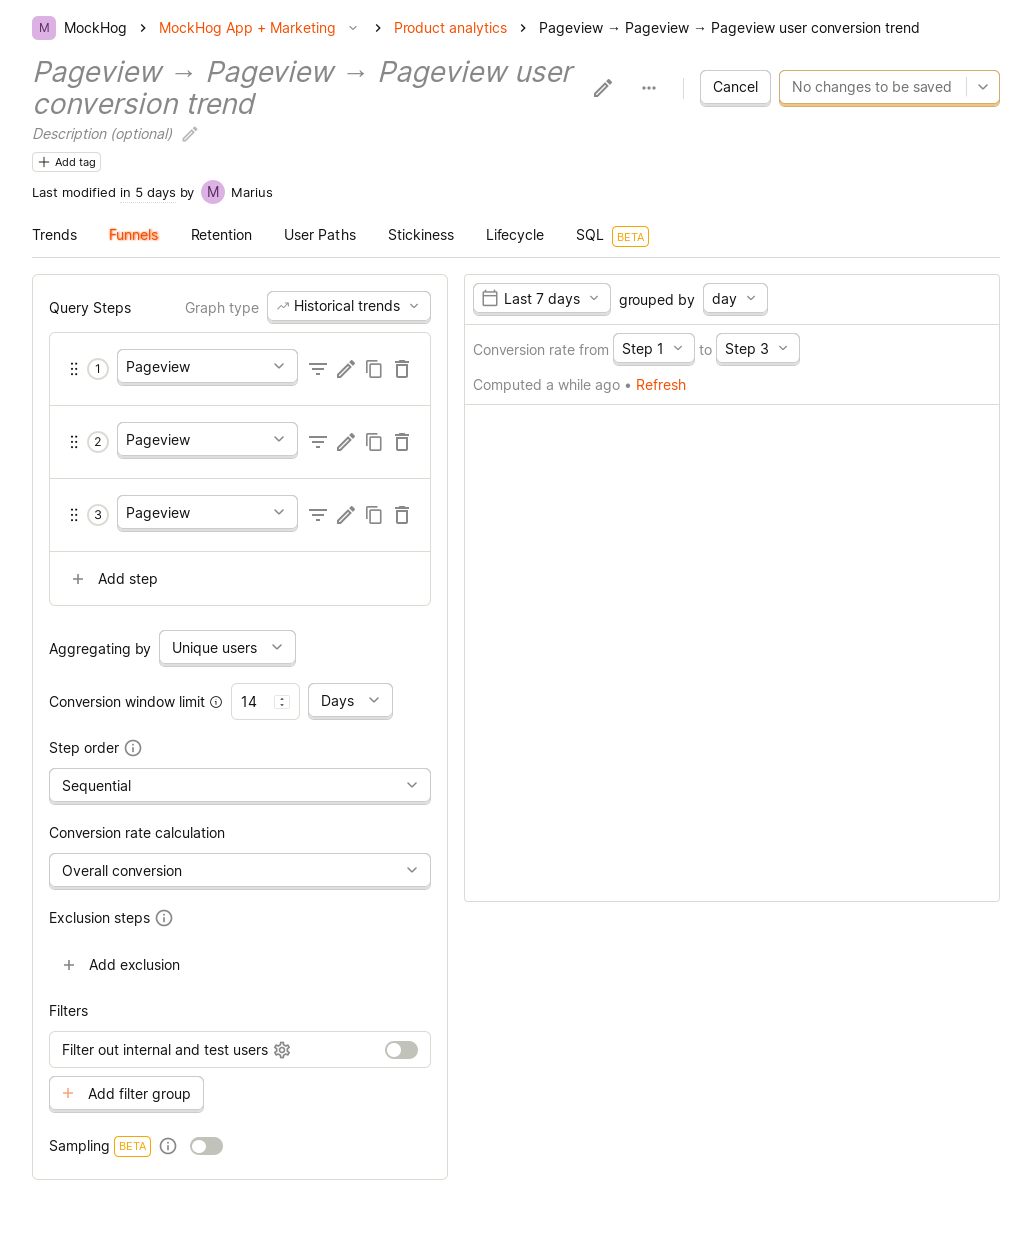 M MockHog > MockHog App + Marketing > Product analytics > Pageview → Pageview → Pageview user conversion trend
Pageview → Pageview → Pageview user
conversion trend
Cancel
No changes to be saved
Description (optional)
+ Add tag
Last modified in 5 days by M Marius
Trends Funnels Retention User Paths Stickiness Lifecycle SQL BETA
Query Steps Graph type Historical trends
1 Pageview
2 Pageview
3 Pageview
+ Add step
Aggregating by Unique users
Conversion window limit 14 Days
Step order
Sequential
Conversion rate calculation
Overall conversion
Exclusion steps
+ Add exclusion
Filters
Filter out internal and test users
+ Add filter group
Sampling BETA
Last 7 days grouped by day
Conversion rate from Step 1 to Step 3
Computed a while ago • Refresh